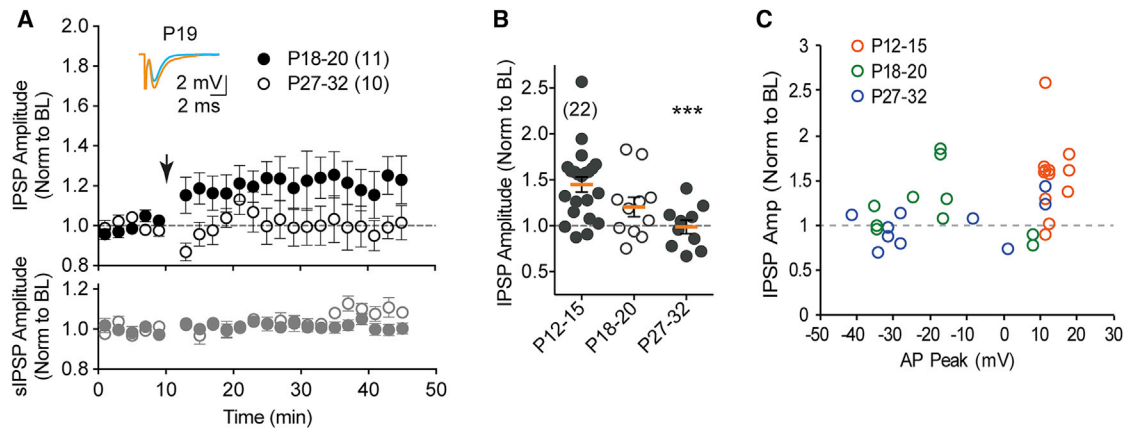 A
P19
2 mV
2 ms
P18-20 (11)
P27-32 (10)
IPSP Amplitude
(Norm to BL)
2.0
1.8
1.6
1.4
1.2
1.0
0.8
sIPSP Amplitude
(Norm to BL)
1.2
1.0
0.8
0 10 20 30 40 50
Time (min)
B
IPSP Amplitude (Norm to BL)
2.5
2.0
1.5
1.0
0.5
(22)
***
P12-15
P18-20
P27-32
C
P12-15
P18-20
P27-32
IPSP Amp (Norm to BL)
3
2.5
2
1.5
1
0.5
0
-50 -40 -30 -20 -10 0 10 20 30
AP Peak (mV)